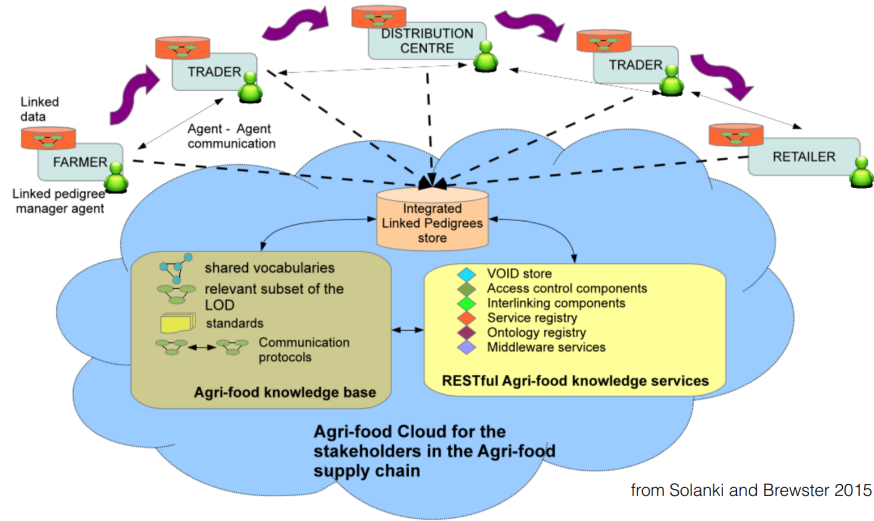 DISTRIBUTION
CENTRE
TRADER
TRADER
Linked
data
Agent - Agent
communication
FARMER
RETAILER
Linked pedigree
manager agent
Integrated
Linked Pedigrees
store
shared vocabularies
relevant subset of the
LOD
standards
Communication
protocols
Agri-food knowledge base
VOID store
Access control components
Interlinking components
Service registry
Ontology registry
Middleware services
RESTful Agri-food knowledge services
Agri-food Cloud for the
stakeholders in the Agri-food
supply chain
from Solanki and Brewster 2015